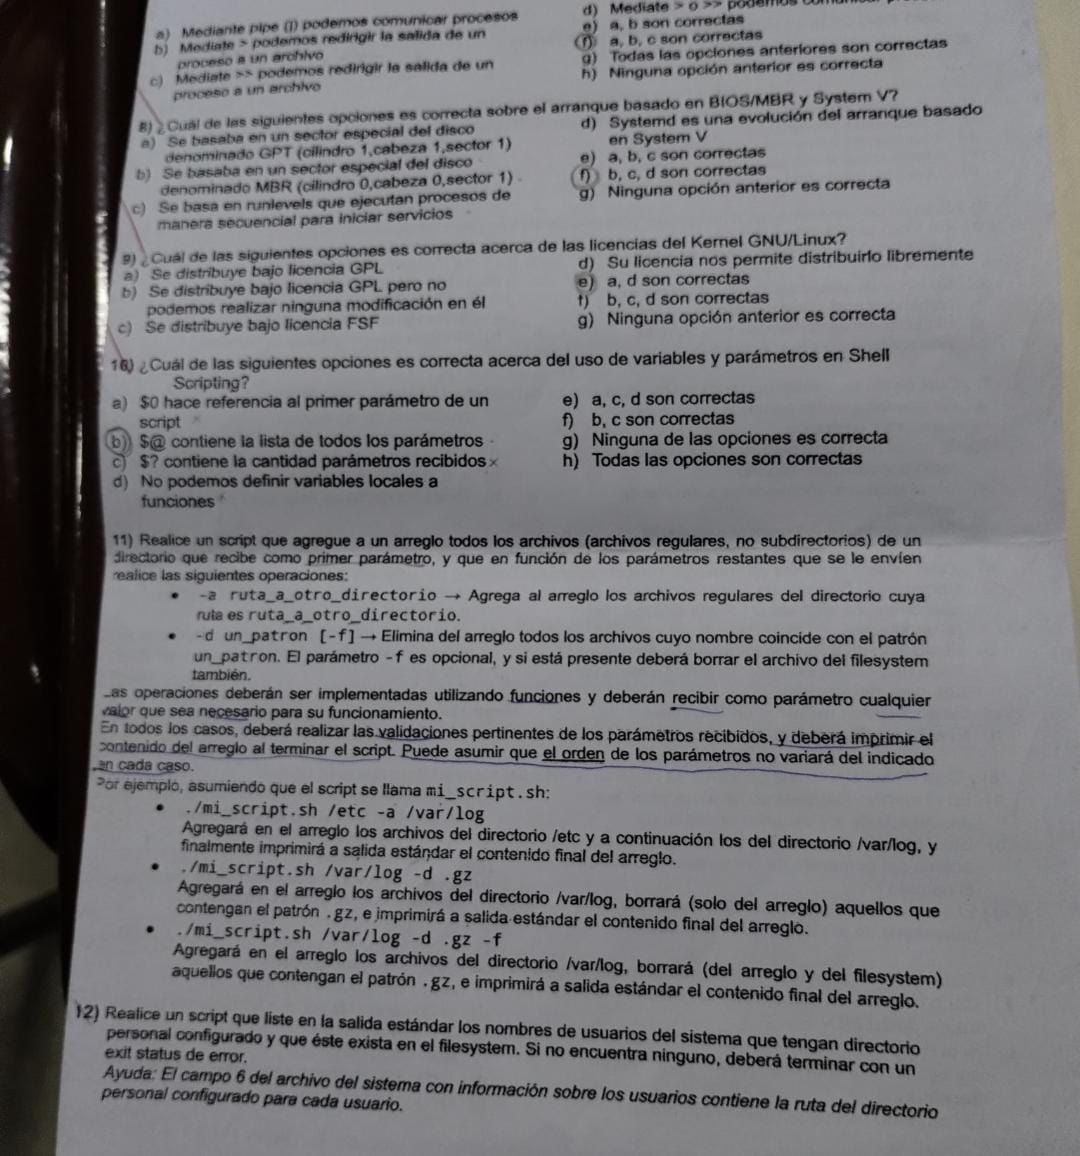 a) Mediante pipe (|) podemos comunicar procesos
b) Mediate > podemos redirigir la salida de un
proceso a un archivo
c) Mediate >> podemos redirigir la salida de un
proceso a un archivo
d) Mediate > o >> podemos
e) a, b son correctas
f) a, b, c son correctas
g) Todas las opciones anteriores son correctas
h) Ninguna opción anterior es correcta
8) ¿Cuál de las siguientes opciones es correcta sobre el arranque basado en BIOS/MBR y System V?
a) Se basaba en un sector especial del disco
denominado GPT (cilindro 1,cabeza 1,sector 1)
b) Se basaba en un sector especial del disco
denominado MBR (cilindro 0,cabeza 0,sector 1)
c) Se basa en runlevels que ejecutan procesos de
manera secuencial para iniciar servicios
d) Systemd es una evolución del arranque basado
en System V
e) a, b, c son correctas
f) b, c, d son correctas
g) Ninguna opción anterior es correcta
9) ¿Cuál de las siguientes opciones es correcta acerca de las licencias del Kernel GNU/Linux?
a) Se distribuye bajo licencia GPL
b) Se distribuye bajo licencia GPL pero no
podemos realizar ninguna modificación en él
c) Se distribuye bajo licencia FSF
d) Su licencia nos permite distribuirlo libremente
e) a, d son correctas
f) b, c, d son correctas
g) Ninguna opción anterior es correcta
10) ¿Cuál de las siguientes opciones es correcta acerca del uso de variables y parámetros en Shell
Scripting?
a) $0 hace referencia al primer parámetro de un
script
b) $@ contiene la lista de todos los parámetros
c) $? contiene la cantidad parámetros recibidos
d) No podemos definir variables locales a
funciones
e) a, c, d son correctas
f) b, c son correctas
g) Ninguna de las opciones es correcta
h) Todas las opciones son correctas
11) Realice un script que agregue a un arreglo todos los archivos (archivos regulares, no subdirectorios) de un
directorio que recibe como primer parámetro, y que en función de los parámetros restantes que se le envíen
realice las siguientes operaciones:
• -a ruta_a_otro_directorio → Agrega al arreglo los archivos regulares del directorio cuya
ruta es ruta_a_otro_directorio.
• -d un_patron [-f] → Elimina del arreglo todos los archivos cuyo nombre coincide con el patrón
un_patron. El parámetro -f es opcional, y si está presente deberá borrar el archivo del filesystem
también.
Las operaciones deberán ser implementadas utilizando funciones y deberán recibir como parámetro cualquier
valor que sea necesario para su funcionamiento.
En todos los casos, deberá realizar las validaciones pertinentes de los parámetros recibidos, y deberá imprimir el
contenido del arreglo al terminar el script. Puede asumir que el orden de los parámetros no variará del indicado
en cada caso.
Por ejemplo, asumiendo que el script se llama mi_script.sh:
• ./mi_script.sh /etc -a /var/log
Agregará en el arreglo los archivos del directorio /etc y a continuación los del directorio /var/log, y
finalmente imprimirá a salida estándar el contenido final del arreglo.
• ./mi_script.sh /var/log -d .gz
Agregará en el arreglo los archivos del directorio /var/log, borrará (solo del arreglo) aquellos que
contengan el patrón .gz, e imprimirá a salida estándar el contenido final del arreglo.
• ./mi_script.sh /var/log -d .gz -f
Agregará en el arreglo los archivos del directorio /var/log, borrará (del arreglo y del filesystem)
aquellos que contengan el patrón .gz, e imprimirá a salida estándar el contenido final del arreglo.
12) Realice un script que liste en la salida estándar los nombres de usuarios del sistema que tengan directorio
personal configurado y que éste exista en el filesystem. Si no encuentra ninguno, deberá terminar con un
exit status de error.
Ayuda: El campo 6 del archivo del sistema con información sobre los usuarios contiene la ruta del directorio
personal configurado para cada usuario.